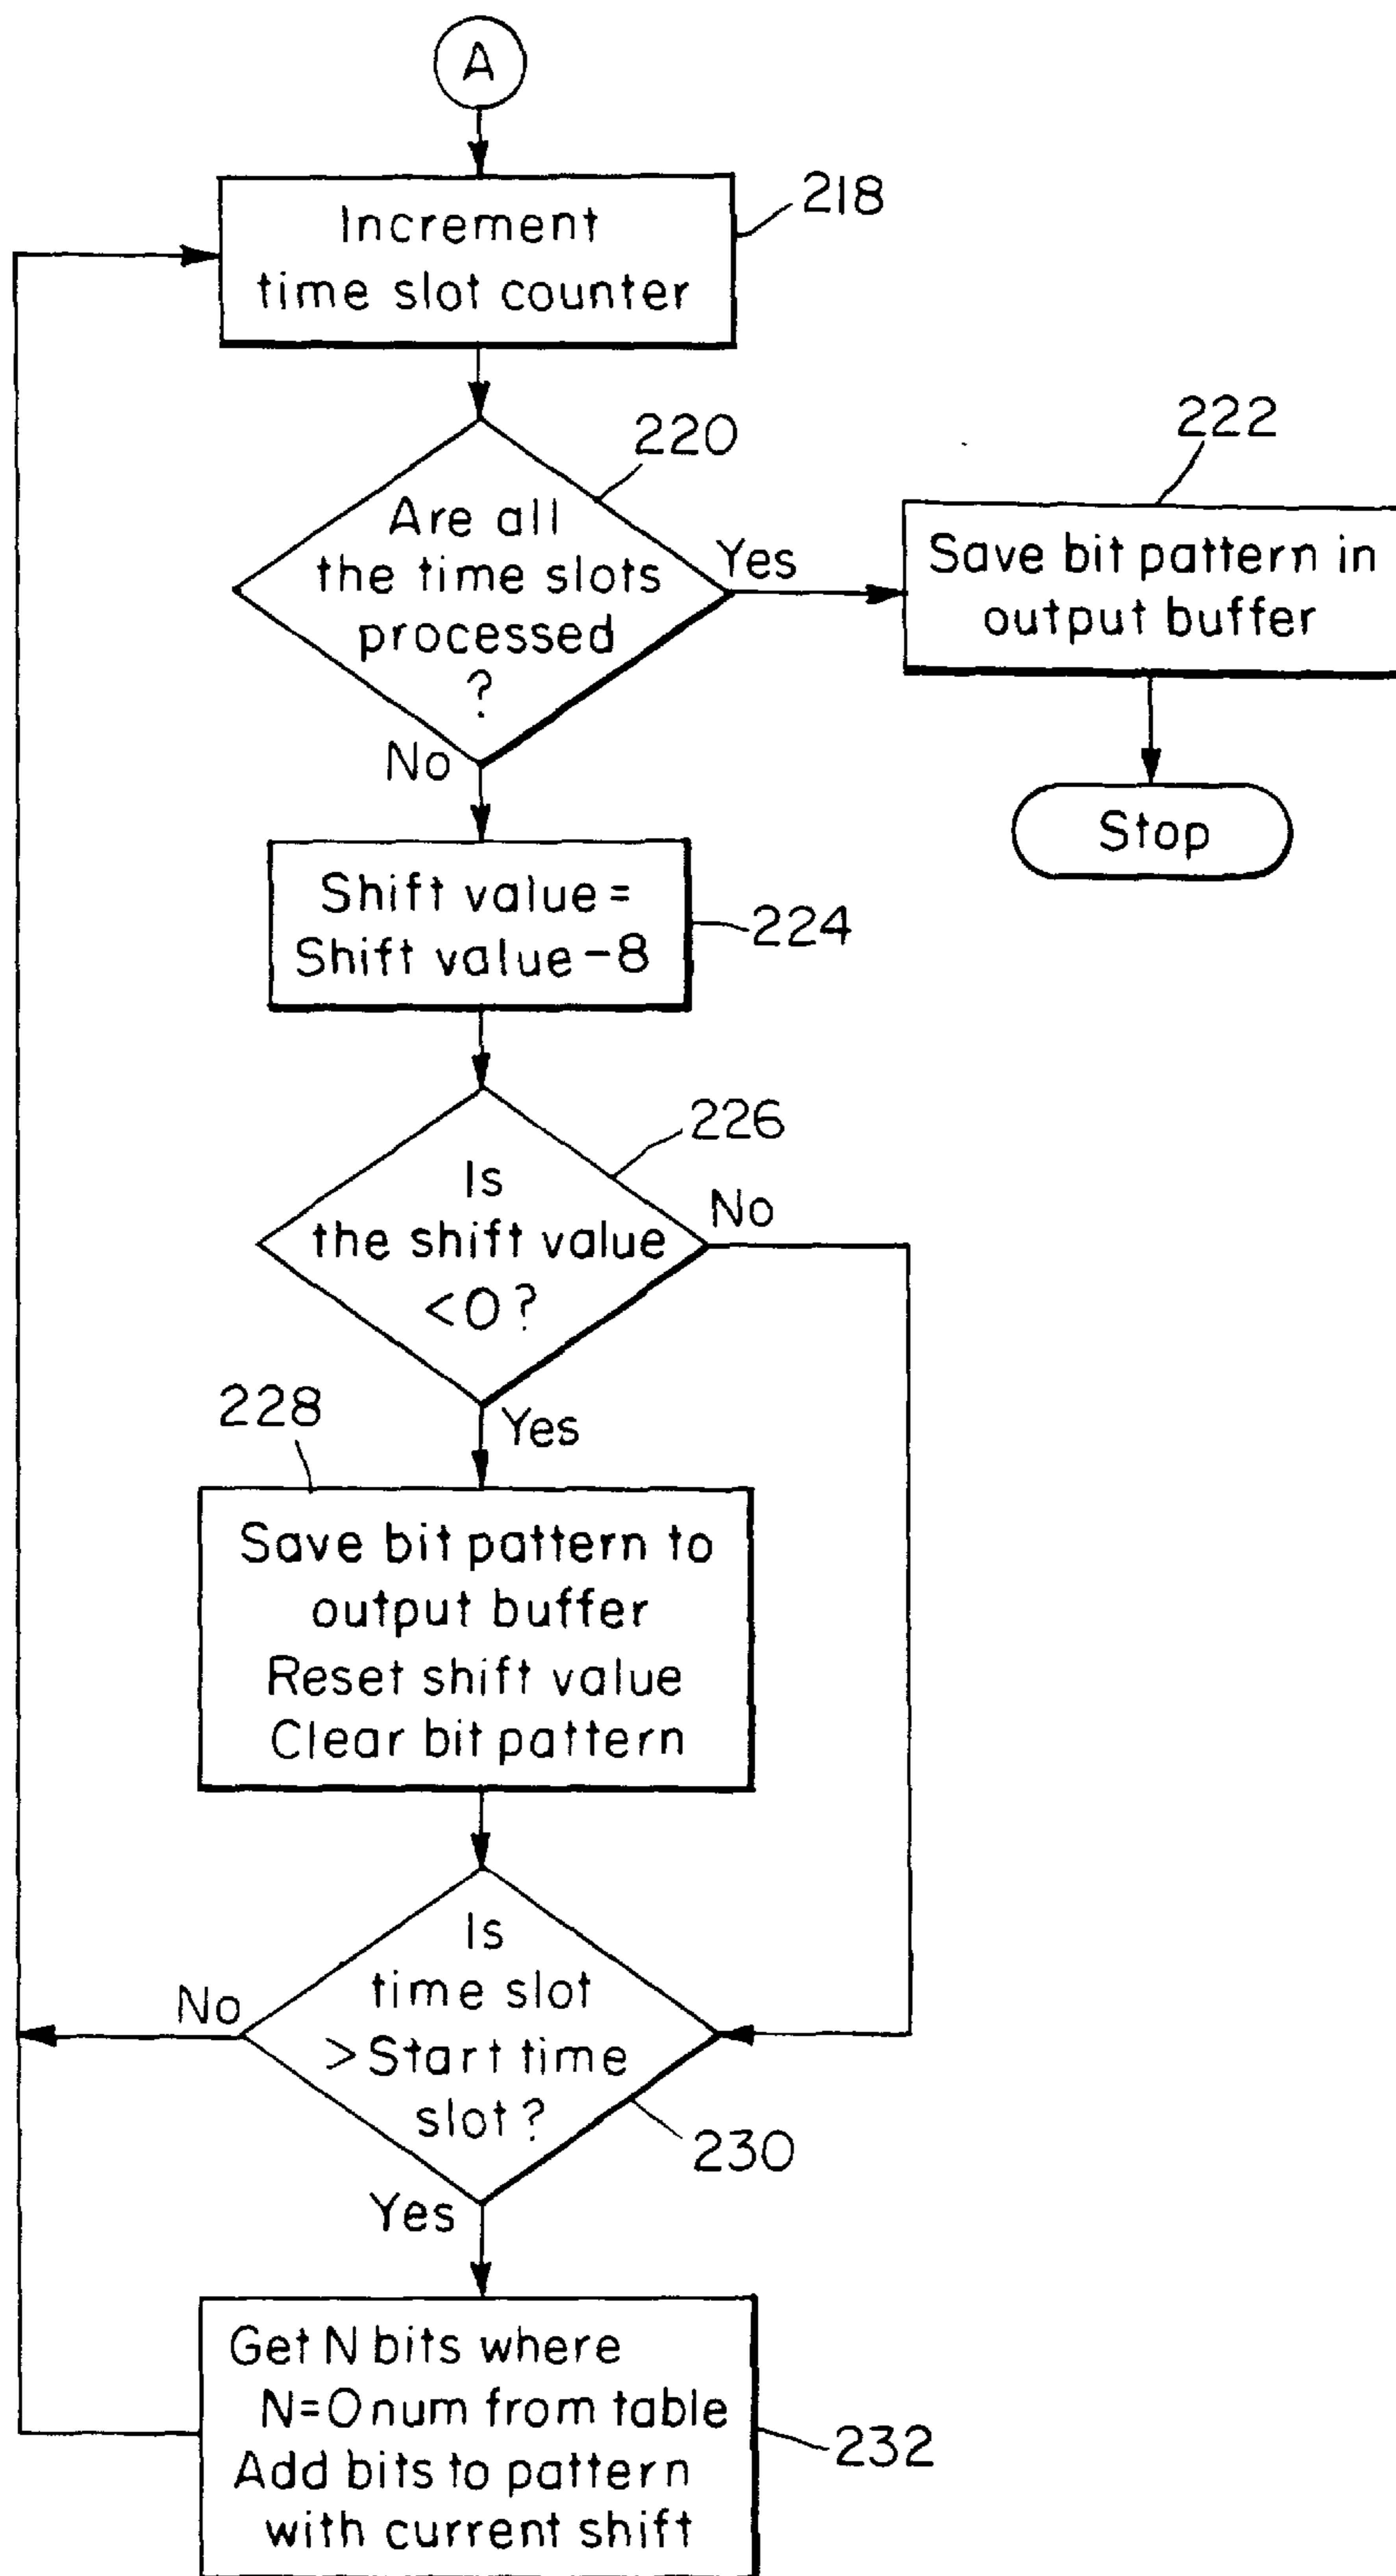 A
Increment
time slot counter
218
Are all
the time slots
processed
?
220
Yes
No
Save bit pattern in
output buffer
222
Stop
Shift value =
Shift value -8
224
Is
the shift value
<0?
226
No
Yes
228
Save bit pattern to
output buffer
Reset shift value
Clear bit pattern
Is
time slot
>Start time
slot?
No
230
Yes
Get N bits where
N=0num from table
Add bits to pattern
with current shift
232